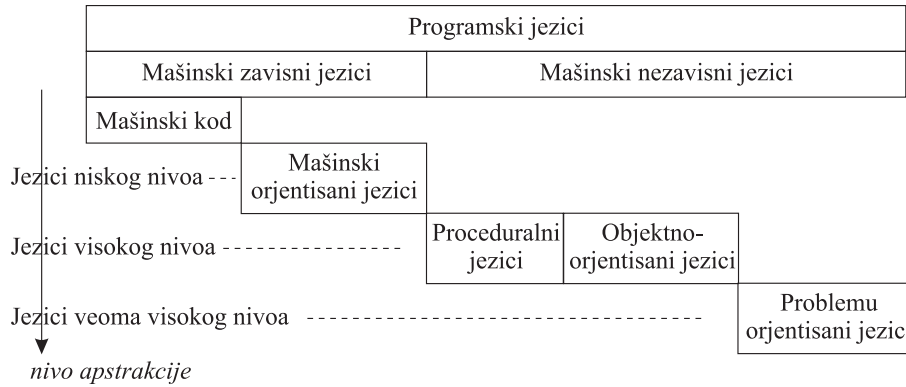 Programski jezici
Mašinski zavisni jezici
Mašinski nezavisni jezici
Mašinski kod
Jezici niskog nivoa
Mašinski
orjentisani jezici
Jezici visokog nivoa
Proceduralni
jezici
Objektno-
orjentisani jezici
Jezici veoma visokog nivoa
Problemu
orjentisani jezic
nivo apstrakcije